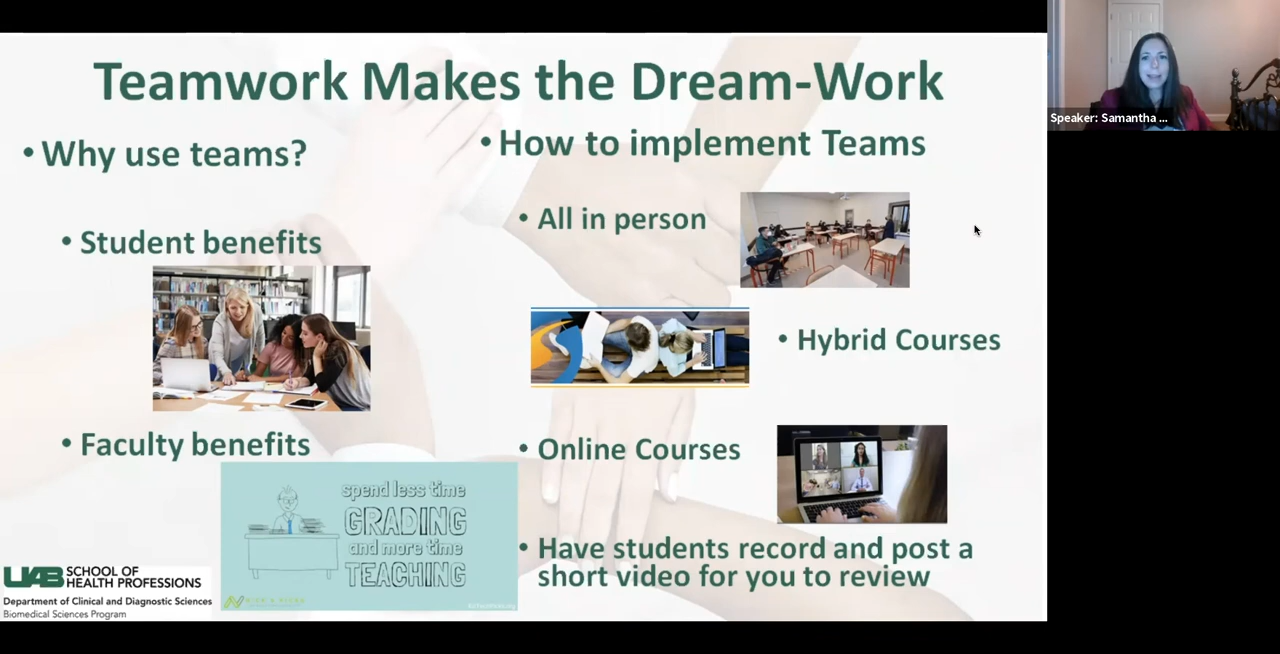 Teamwork Makes the Dream-Work
• Why use teams?
• Student benefits
• Faculty benefits
spend less time
GRADING
and more time
TEACHING
• How to implement Teams
• All in person
• Hybrid Courses
• Online Courses
• Have students record and post a
short video for you to review
UAB SCHOOL OF
HEALTH PROFESSIONS
Department of Clinical and Diagnostic Sciences
Biomedical Sciences Program
Speaker: Samantha ...